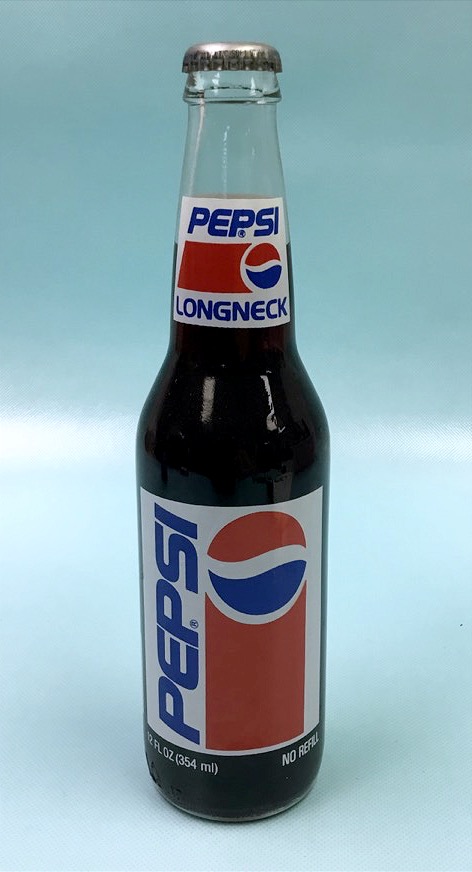 PEPSI®
LONGNECK
PEPSI®
12 FL OZ (354 ml)
NO REFILL